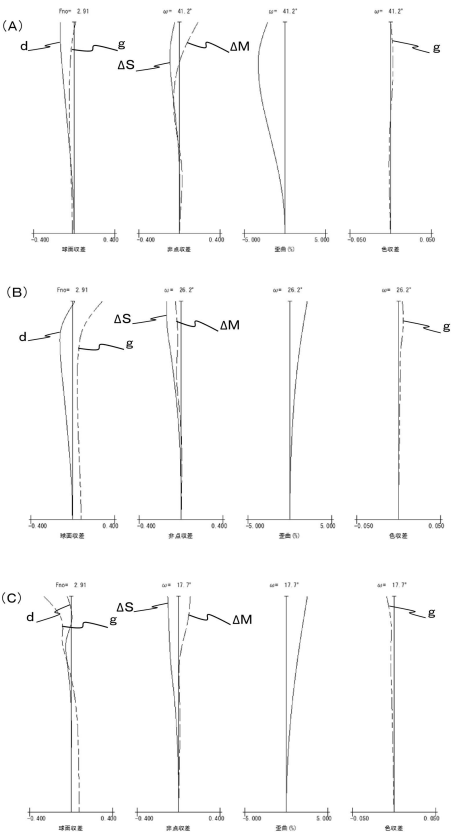 (A)
Fno= 2.91 ω= 41.2° ω= 41.2° ω= 41.2°
d g ΔS ΔM g
-0.400 0.400 -0.400 0.400 -5.000 5.000 -0.050 0.050
球面収差 非点収差 歪曲(%) 色収差
(B)
Fno= 2.91 ω= 26.2° ω= 26.2° ω= 26.2°
d g ΔS ΔM g
-0.400 0.400 -0.400 0.400 -5.000 5.000 -0.050 0.050
球面収差 非点収差 歪曲(%) 色収差
(C)
Fno= 2.91 ω= 17.7° ω= 17.7° ω= 17.7°
d g ΔS ΔM g
-0.400 0.400 -0.400 0.400 -5.000 5.000 -0.050 0.050
球面収差 非点収差 歪曲(%) 色収差